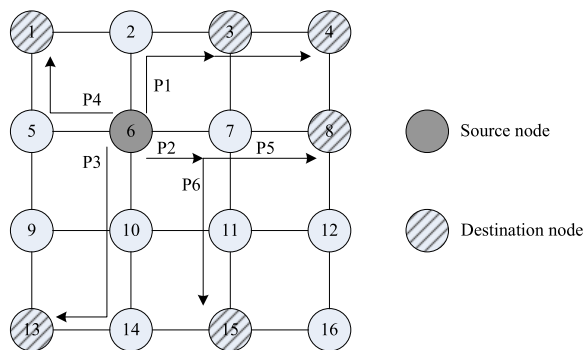 1 2 3 4
P1
P4
5 6 7 8
Source node
P3 P2 P5
P6
9 10 11 12
Destination node
13 14 15 16